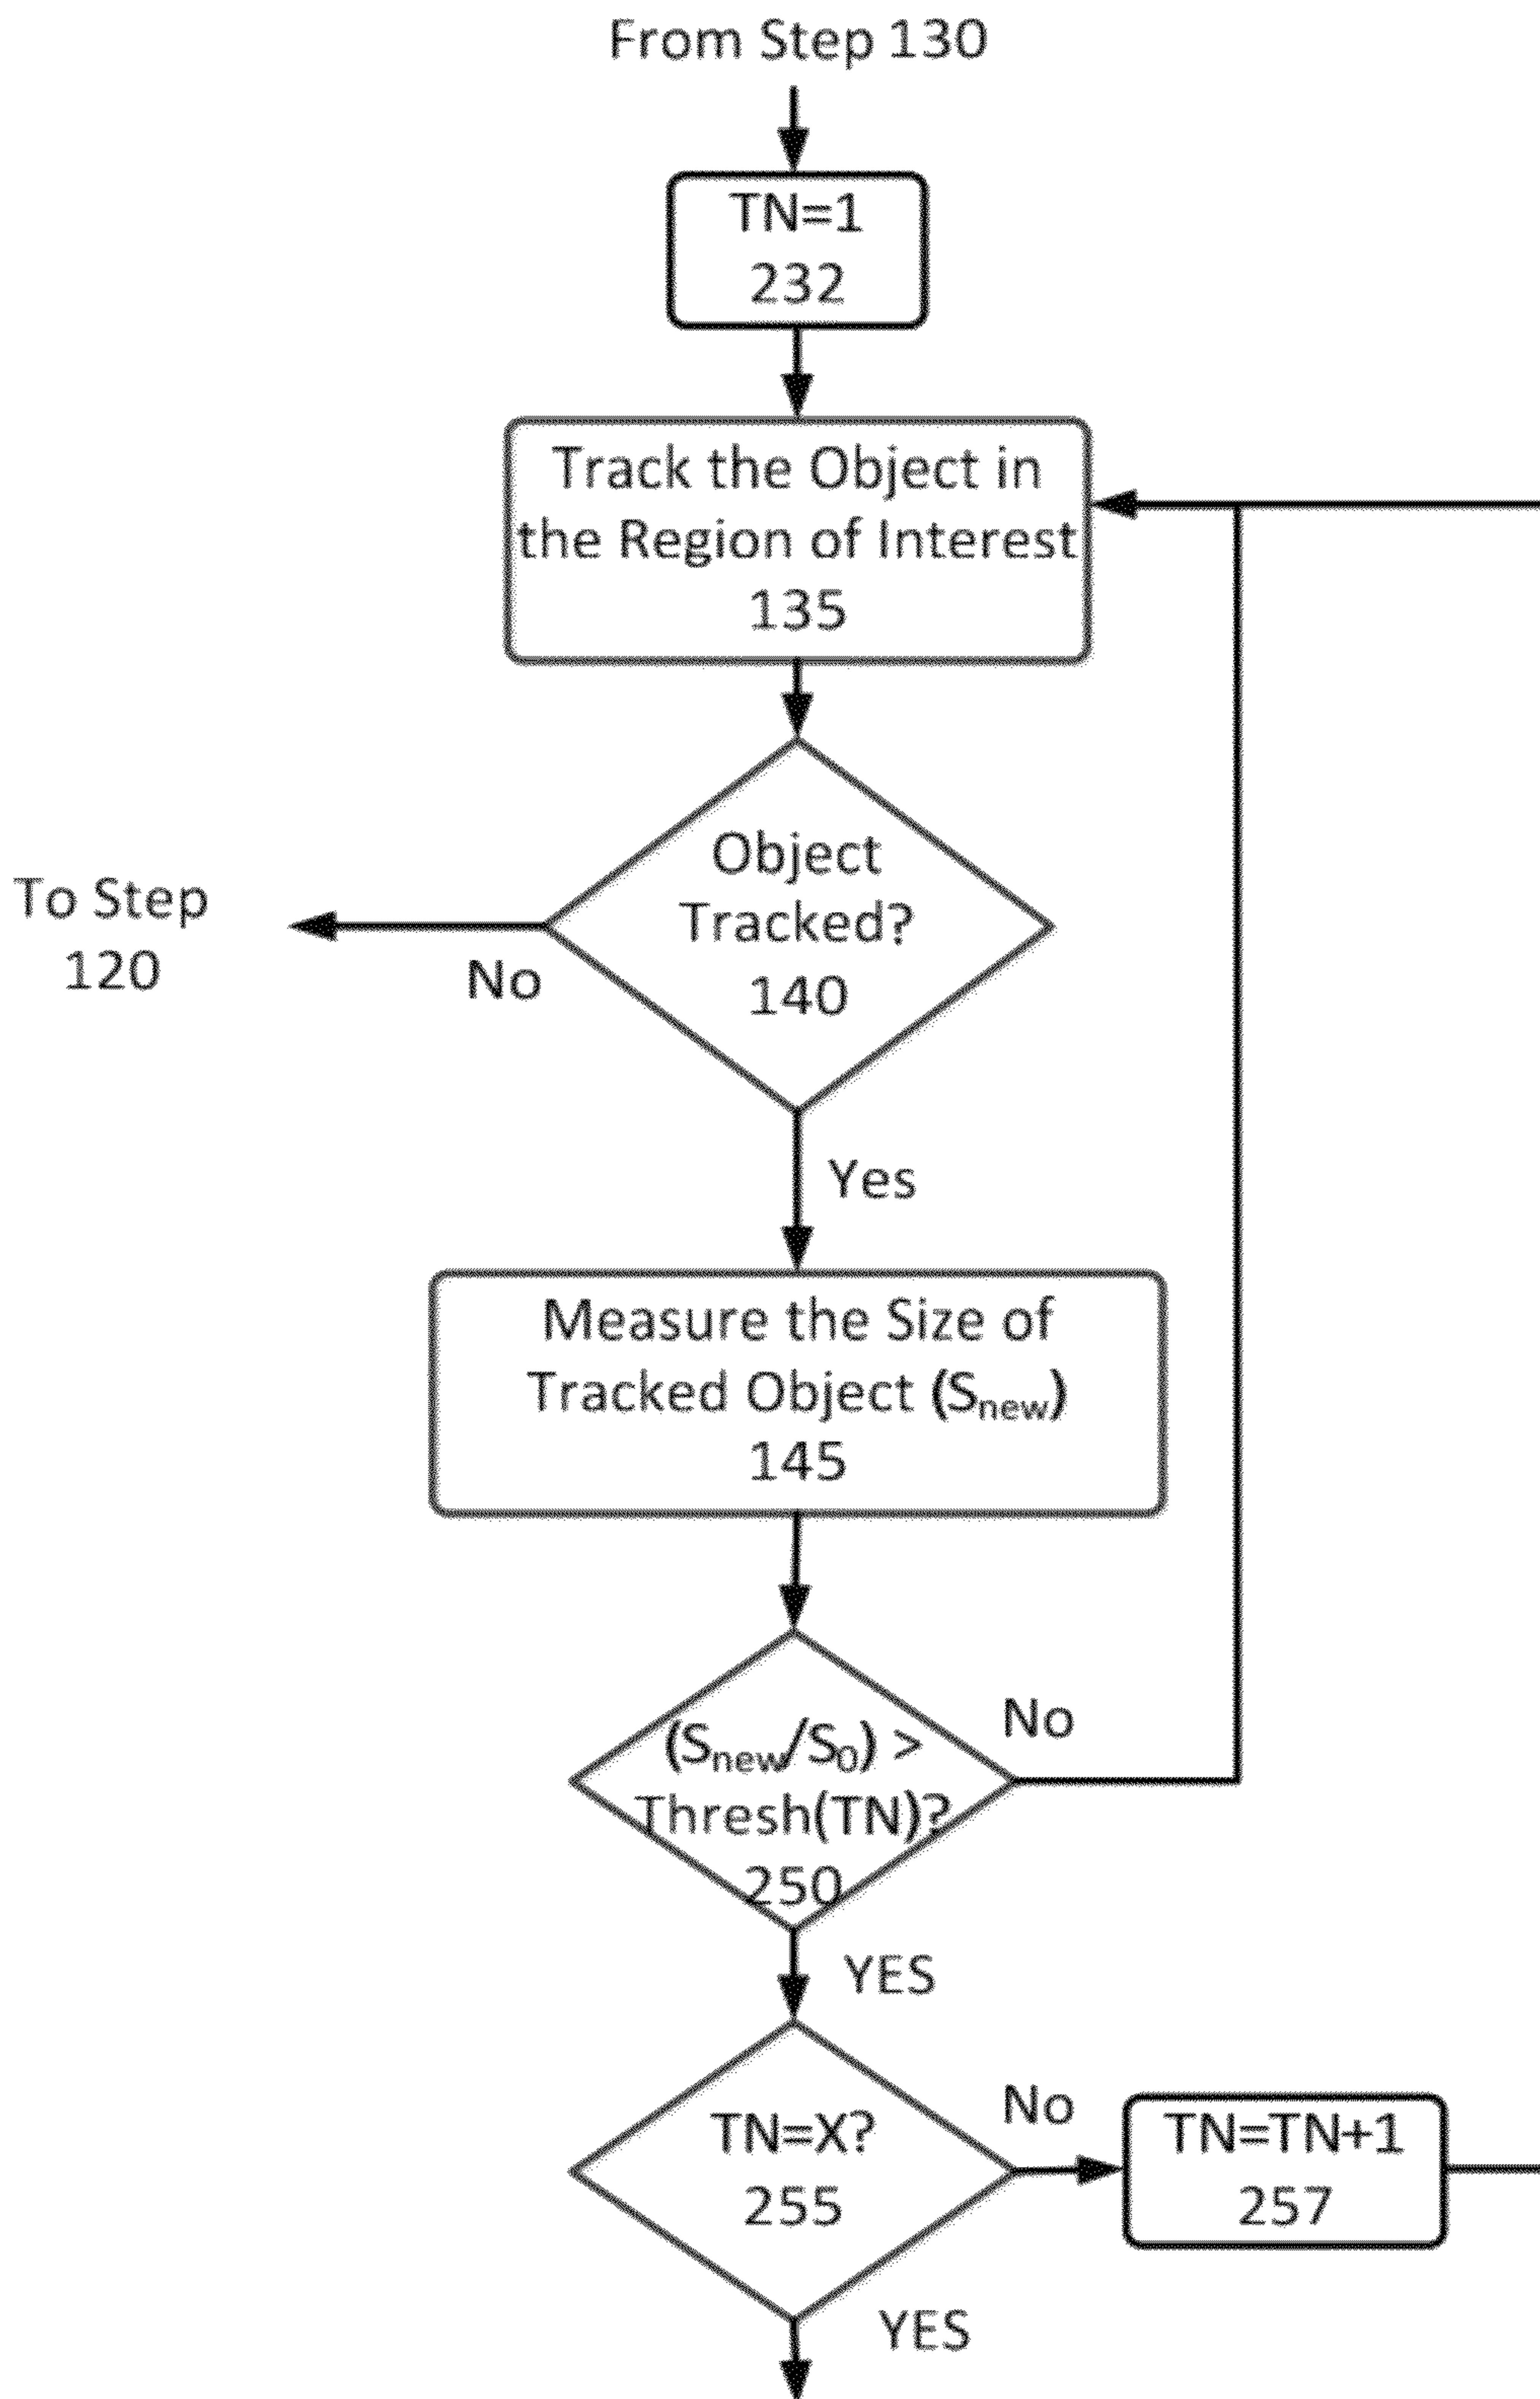 From Step 130
TN=1
232
Track the Object in
the Region of Interest
135
Object
Tracked?
140
To Step
120
No
Yes
Measure the Size of
Tracked Object (Snew)
145
(Snew/S0) >
Thresh(TN)?
250
No
YES
TN=X?
255
No
TN=TN+1
257
YES